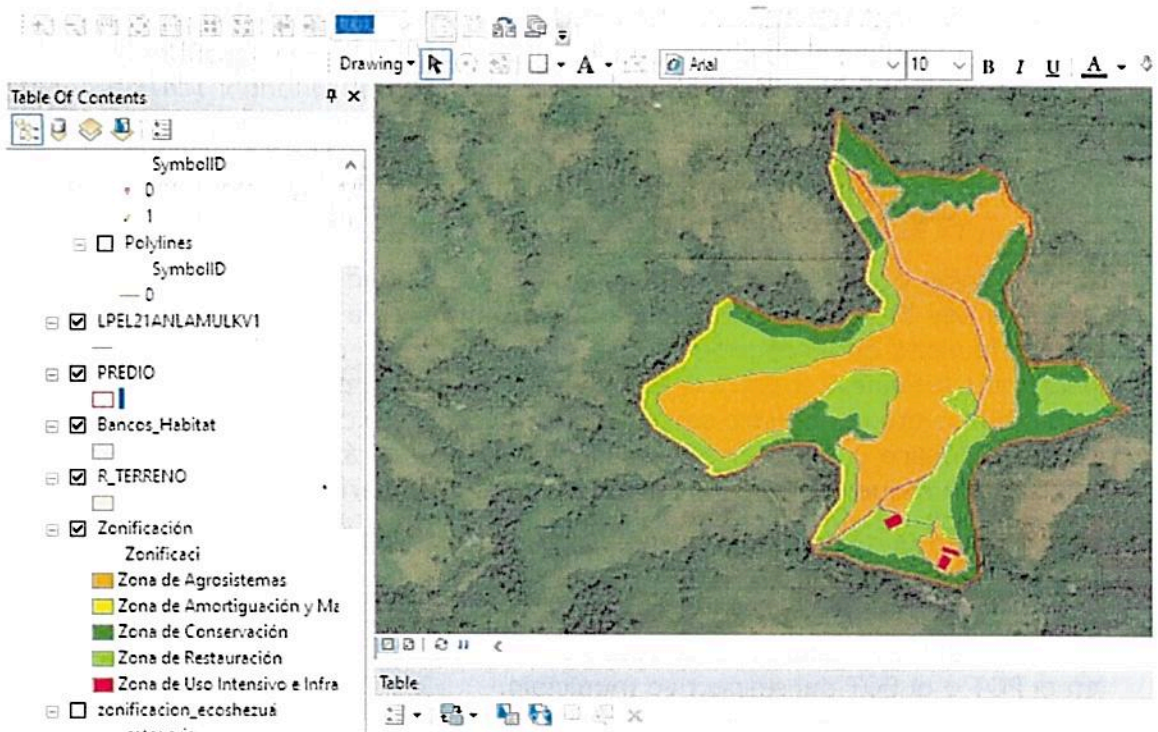 Drawing
A
Arial
10
B I U A
Table Of Contents
SymbolID
0
1
Polylines
SymbolID
0
LPEL21ANLAMULKV1
PREDIO
Bancos_Habitat
R_TERRENO
Zonificación
Zonificaci
Zona de Agrosistemas
Zona de Amortiguación y Ma
Zona de Conservación
Zona de Restauración
Zona de Uso Intensivo e Infra
zonificacion_ecoshezuá
Table